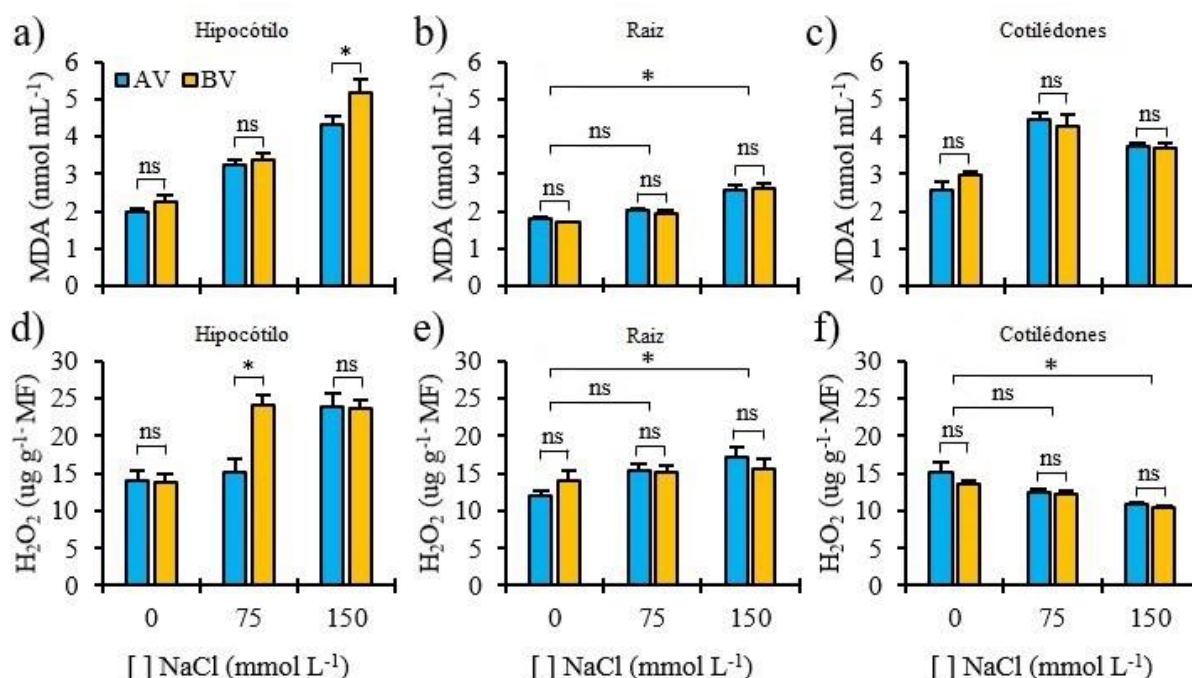 a)
Hipocótilo
MDA (nmol mL⁻¹)
6
5
4
3
2
1
0
AV BV
ns
ns
*
b)
Raiz
MDA (nmol mL⁻¹)
6
5
4
3
2
1
0
*
ns
ns
ns
ns
c)
Cotilédones
MDA (nmol mL⁻¹)
6
5
4
3
2
1
0
ns
ns
ns
d)
Hipocótilo
H₂O₂ (ug g⁻¹· MF)
30
25
20
15
10
5
0
ns
*
ns
0 75 150
[ ] NaCl (mmol L⁻¹)
e)
Raiz
H₂O₂ (ug g⁻¹· MF)
30
25
20
15
10
5
0
*
ns
ns
ns
ns
0 75 150
[ ] NaCl (mmol L⁻¹)
f)
Cotilédones
H₂O₂ (ug g⁻¹· MF)
30
25
20
15
10
5
0
*
ns
ns
ns
ns
0 75 150
[ ] NaCl (mmol L⁻¹)